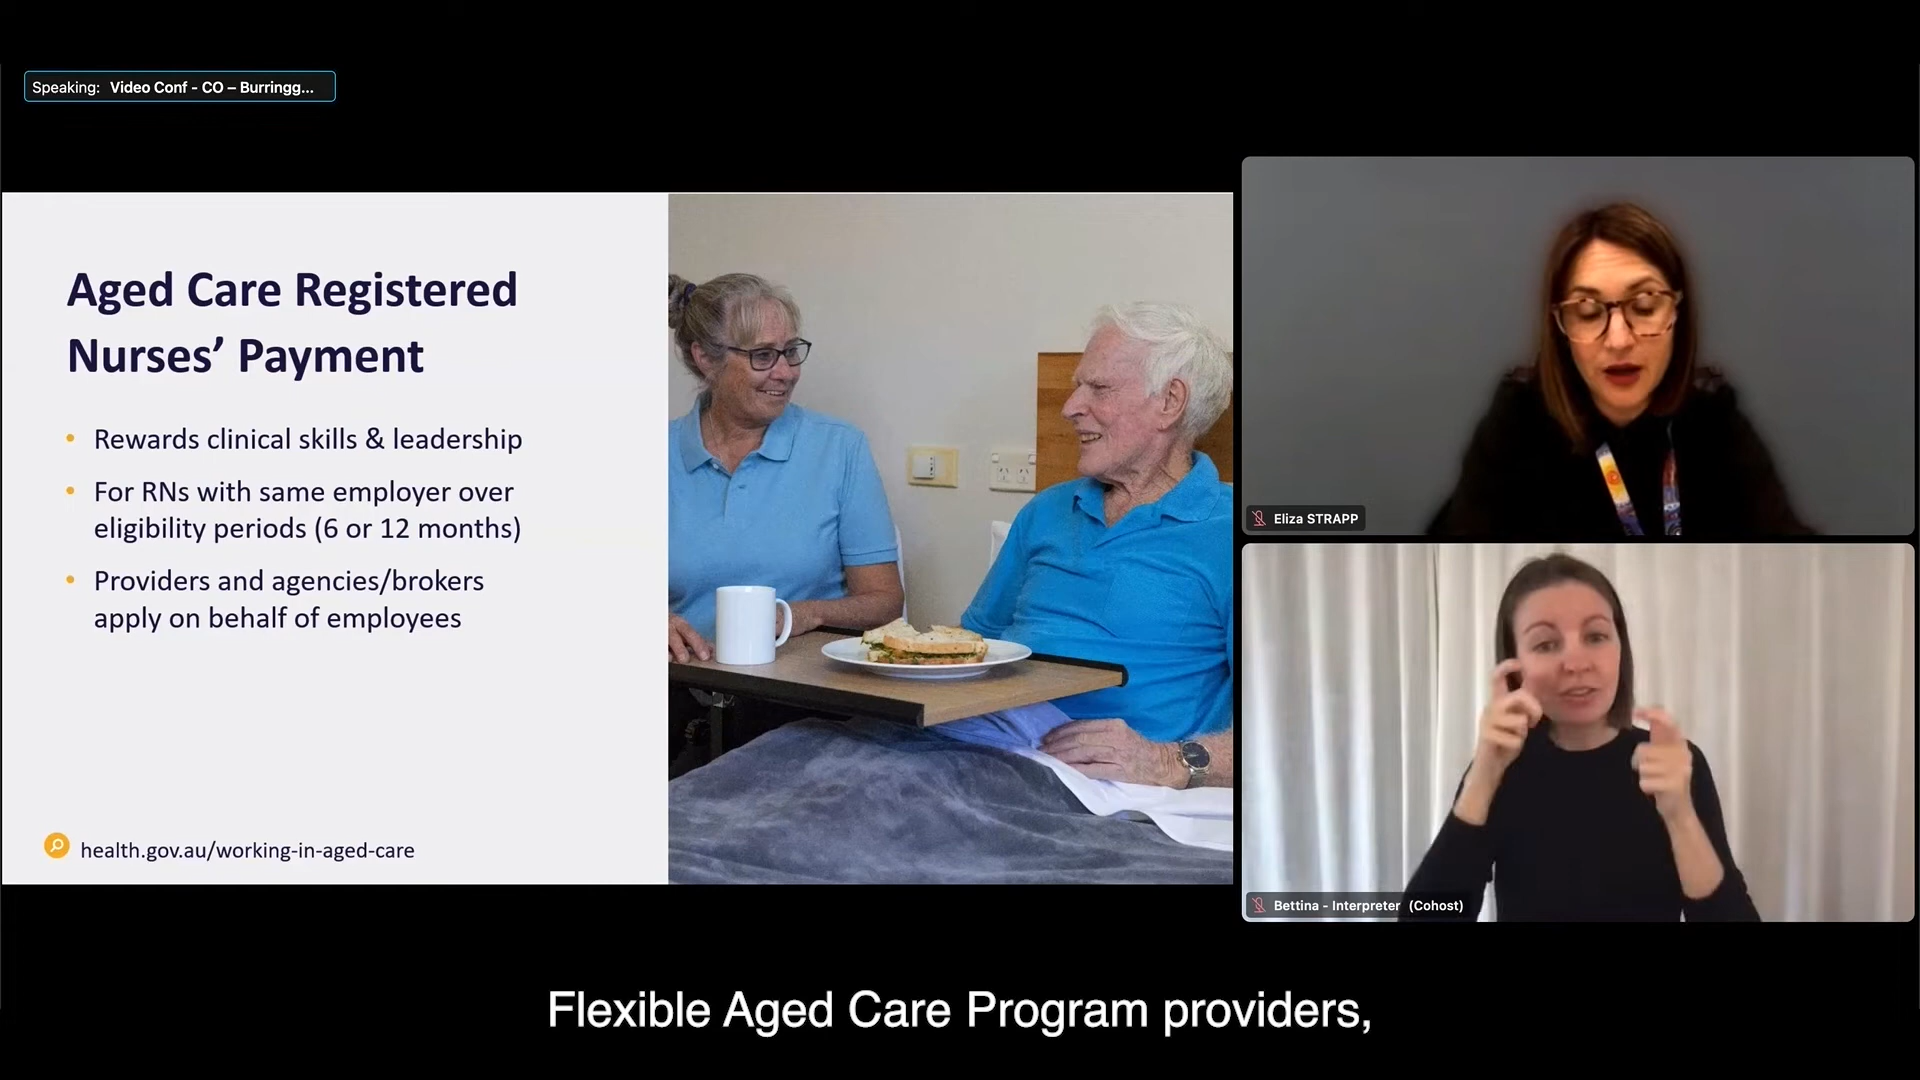 Speaking: Video Conf - CO – Burringg...
Aged Care Registered
Nurses’ Payment
• Rewards clinical skills & leadership
• For RNs with same employer over
eligibility periods (6 or 12 months)
• Providers and agencies/brokers
apply on behalf of employees
health.gov.au/working-in-aged-care
Eliza STRAPP
Bettina - Interpreter (Cohost)
Flexible Aged Care Program providers,